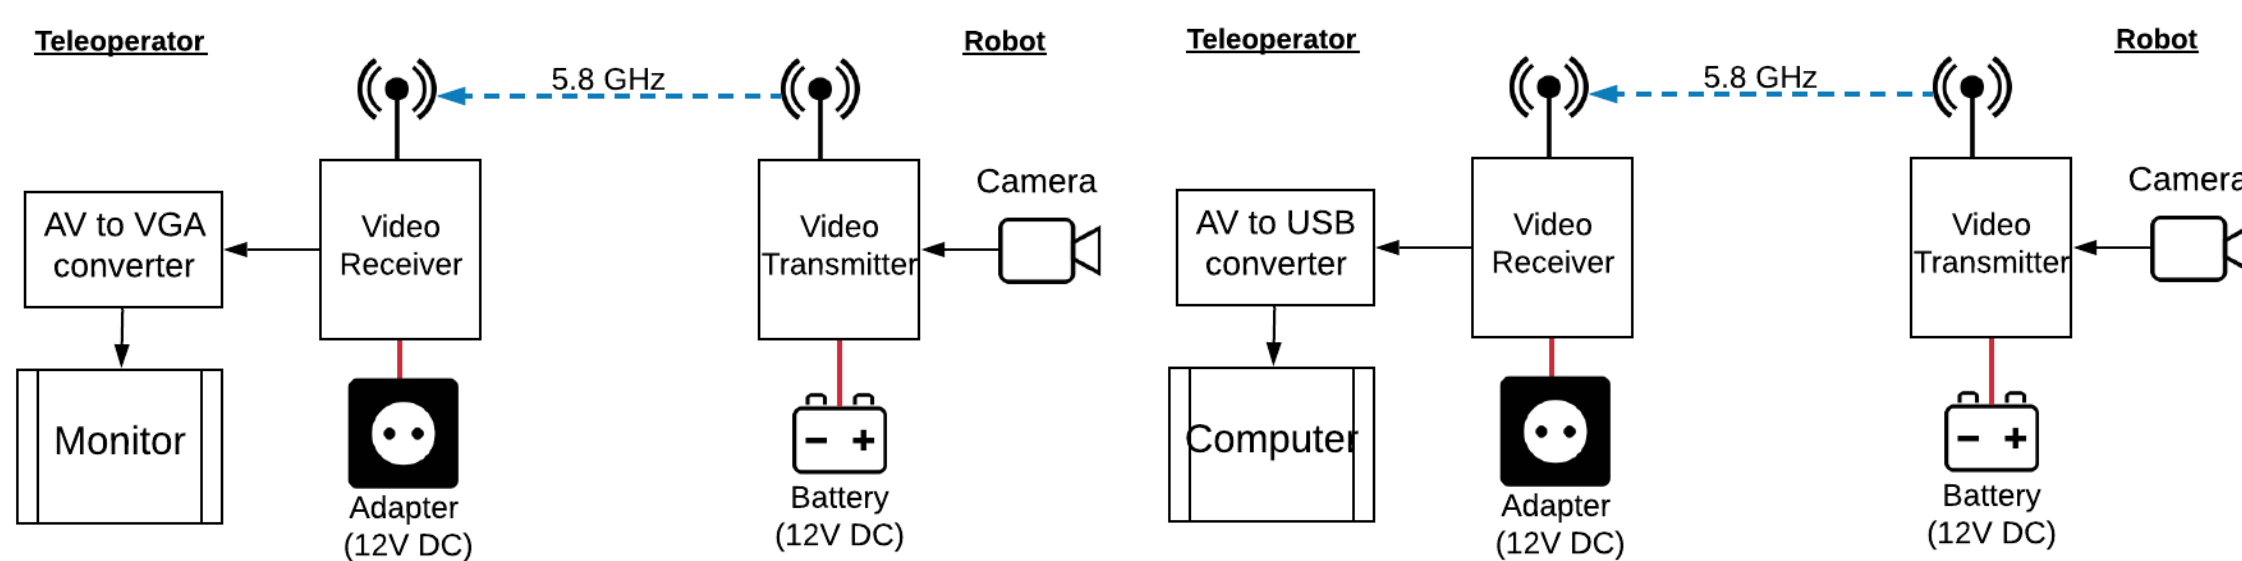 Teleoperator
Robot
5.8 GHz
Camera
AV to VGA
converter
Video
Receiver
Video
Transmitter
Monitor
Adapter
(12V DC)
Battery
(12V DC)
Teleoperator
Robot
5.8 GHz
Camera
AV to USB
converter
Video
Receiver
Video
Transmitter
Computer
Adapter
(12V DC)
Battery
(12V DC)